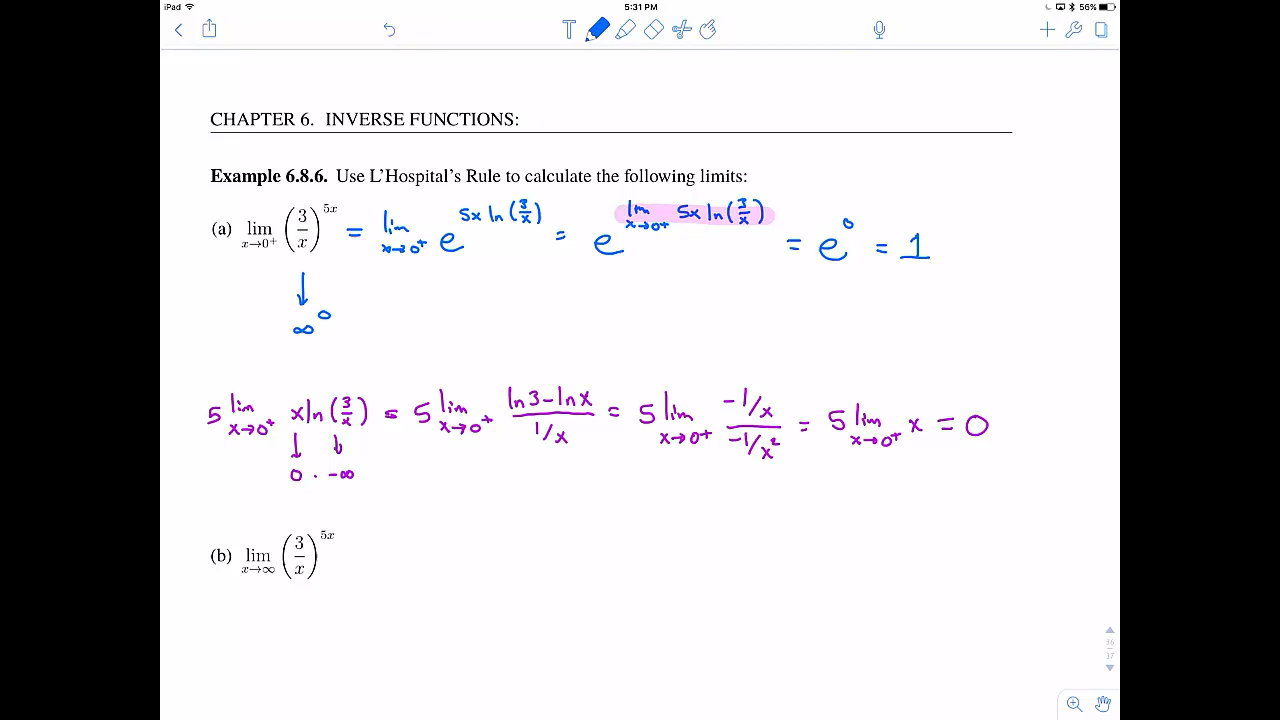 iPad 5:31 PM 56%
T
CHAPTER 6. INVERSE FUNCTIONS:
Example 6.8.6. Use L'Hospital's Rule to calculate the following limits:
(a) lim x→0⁺ (3/x)^(5x) = lim x→0⁺ e^(5x ln(3/x)) = e^(lim x→0⁺ 5x ln(3/x)) = e^0 = 1
↓
∞^0
5 lim x→0⁺ x ln(3/x) = 5 lim x→0⁺ (ln 3 - ln x)/(1/x) = 5 lim x→0⁺ (-1/x)/(-1/x²) = 5 lim x→0⁺ x = 0
↓ ↓
0 · -∞
(b) lim x→∞ (3/x)^(5x)
36
37